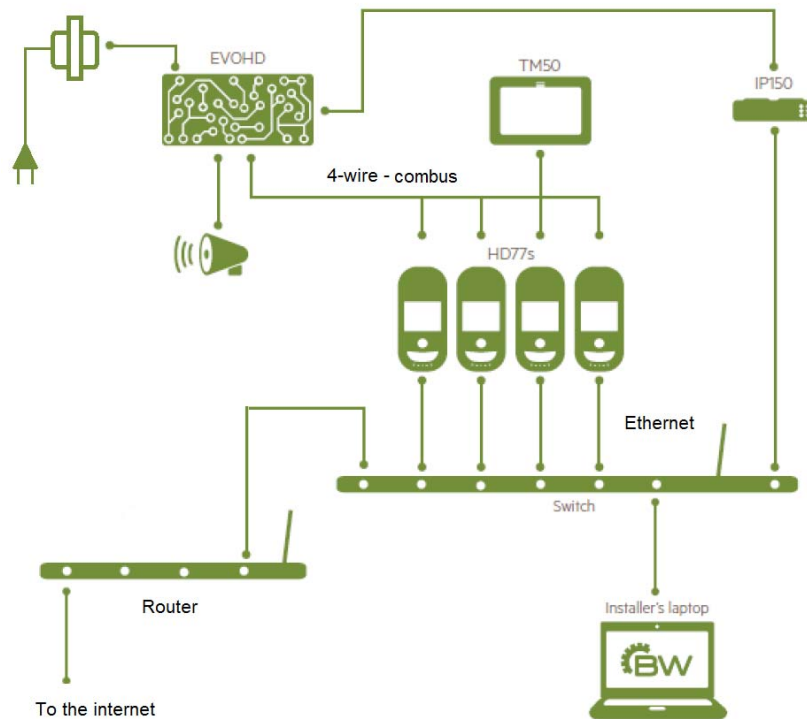 EVOHD
TM50
IP150
4-wire - combus
HD77s
Ethernet
Switch
Router
Installer's laptop
BW
To the internet